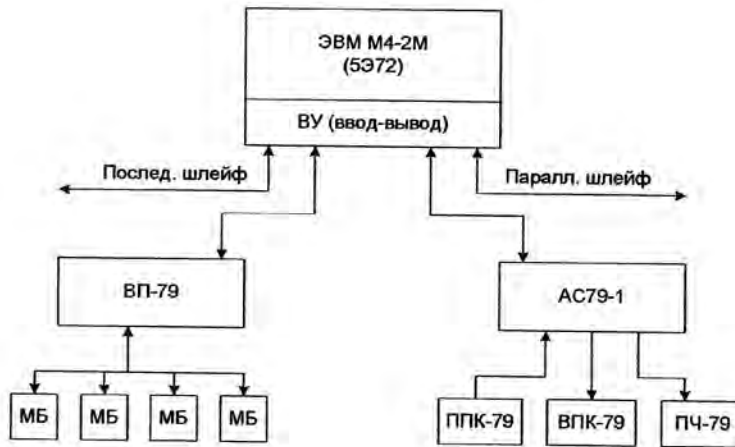 ЭВМ М4-2М
(5Э72)
ВУ (ввод-вывод)
Послед. шлейф
Паралл. шлейф
ВП-79
АС79-1
МБ
МБ
МБ
МБ
ППК-79
ВПК-79
ПЧ-79